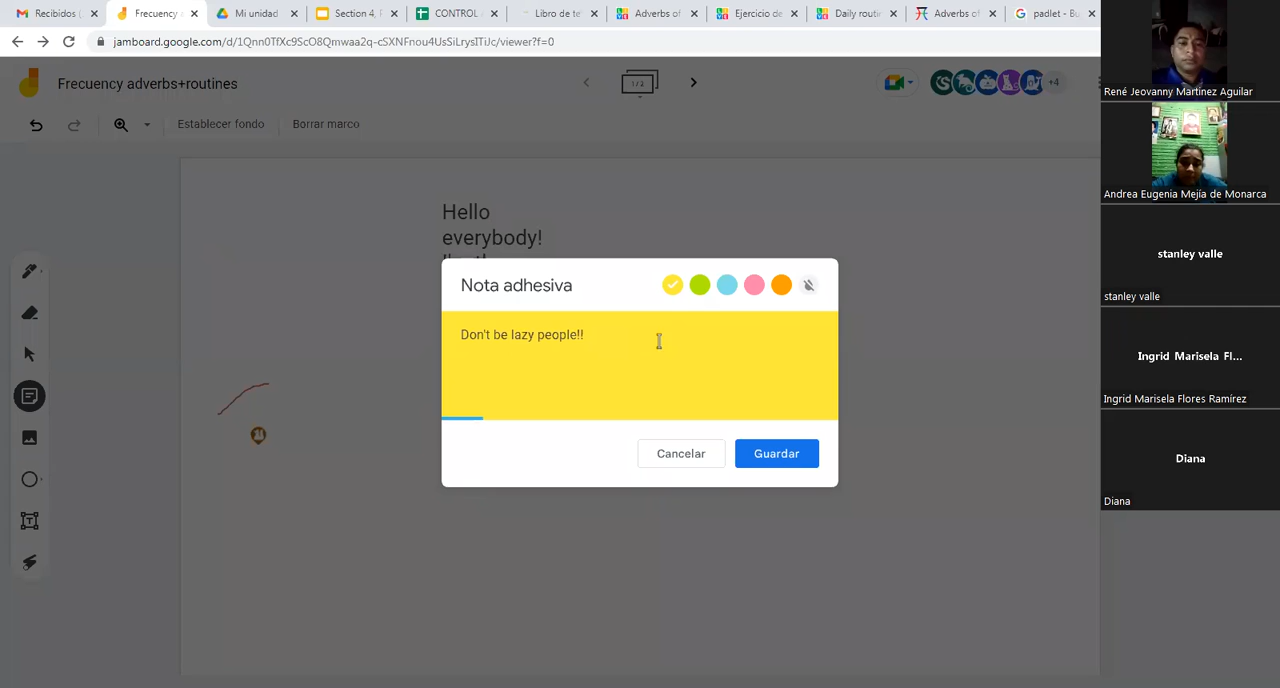 Recibidos (
Frecuency a
Mi unidad
Section 4, F
CONTROL A
Libro de te
Adverbs of
Ejercicio de
Daily routin
Adverbs of
padlet - Bu
jamboard.google.com/d/1Qnn0TfXc9ScO8Qmwaa2q-cSXNFnou4UsSiLrysITiJc/viewer?f=0
Frecuency adverbs+routines
1 / 2
+4
Establecer fondo
Borrar marco
Hello
everybody!
Nota adhesiva
Don't be lazy people!!
Cancelar
Guardar
René Jeovanny Martinez Aguilar
Andrea Eugenia Mejía de Monarca
stanley valle
stanley valle
Ingrid Marisela Fl...
Ingrid Marisela Flores Ramírez
Diana
Diana